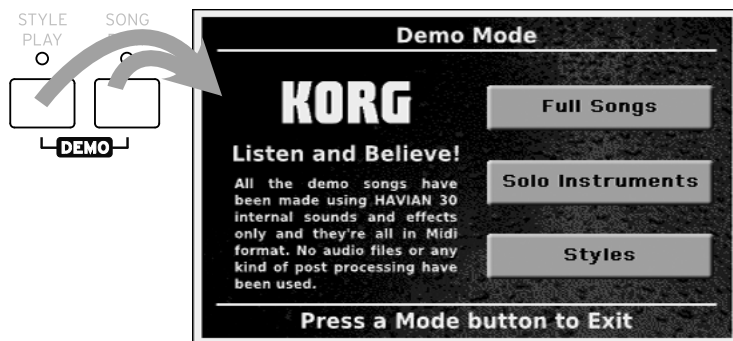 STYLE
PLAY
SONG
DEMO
Demo Mode
KORG
Listen and Believe!
All the demo songs have
been made using HAVIAN 30
internal sounds and effects
only and they're all in Midi
format. No audio files or any
kind of post processing have
been used.
Full Songs
Solo Instruments
Styles
Press a Mode button to Exit